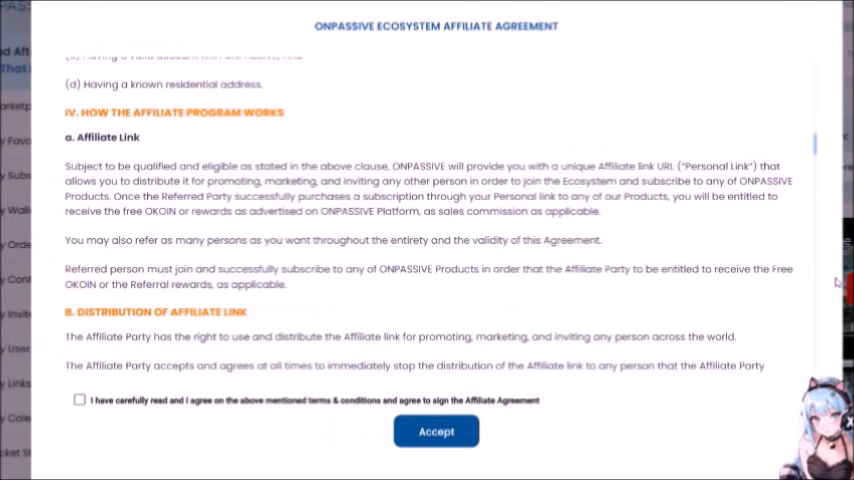 ONPASSIVE ECOSYSTEM AFFILIATE AGREEMENT
(d) Having a known residential address.
IV. HOW THE AFFILIATE PROGRAM WORKS
a. Affiliate Link
Subject to be qualified and eligible as stated in the above clause, ONPASSIVE will provide you with a unique Affiliate link URL (“Personal Link”) that
allows you to distribute it for promoting, marketing, and inviting any other person in order to join the Ecosystem and subscribe to any of ONPASSIVE
Products. Once the Referred Party successfully purchases a subscription through your Personal link to any of our Products, you will be entitled to
receive the free OKOIN or rewards as advertised on ONPASSIVE Platform, as sales commission as applicable.
You may also refer as many persons as you want throughout the entirety and the validity of this Agreement.
Referred person must join and successfully subscribe to any of ONPASSIVE Products in order that the Affiliate Party to be entitled to receive the Free
OKOIN or the Referral rewards, as applicable.
B. DISTRIBUTION OF AFFILIATE LINK
The Affiliate Party has the right to use and distribute the Affiliate link for promoting, marketing, and inviting any person across the world.
The Affiliate Party accepts and agrees at all times to immediately stop the distribution of the Affiliate link to any person that the Affiliate Party
I have carefully read and I agree on the above mentioned terms & conditions and agree to sign the Affiliate Agreement
Accept